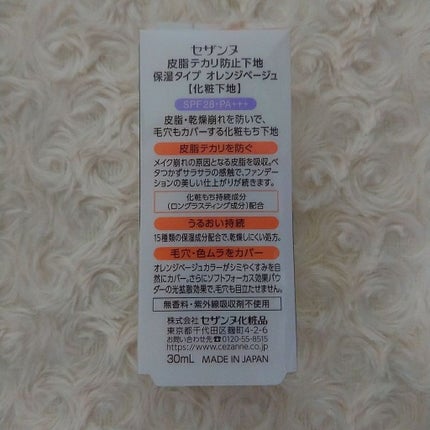 セザンヌ
皮脂テカリ防止下地
保湿タイプ オレンジベージュ
【化粧下地】
SPF28・PA+++
皮脂・乾燥崩れを防いで、
毛穴もカバーする化粧もち下地
皮脂テカリを防ぐ
メイク崩れの原因となる皮脂を吸収。ベ
タつかずサラサラの感触で、ファンデー
ションの美しい仕上がりが続きます。
化粧もち持続成分
(ロングラスティング成分)配合
うるおい持続
15種類の保湿成分配合で、乾燥しにくい処方。
毛穴・色ムラをカバー
オレンジベージュカラーがシミやくすみを自
然にカバー。さらにソフトフォーカス効果パウ
ダーの光拡散効果で、毛穴も目立たせません。
無香料・紫外線吸収剤不使用
株式会社 セザンヌ化粧品
東京都千代田区麹町4-2-6
お問い合わせ先 0120-55-8515
https://www.cezanne.co.jp/
30mL MADE IN JAPAN